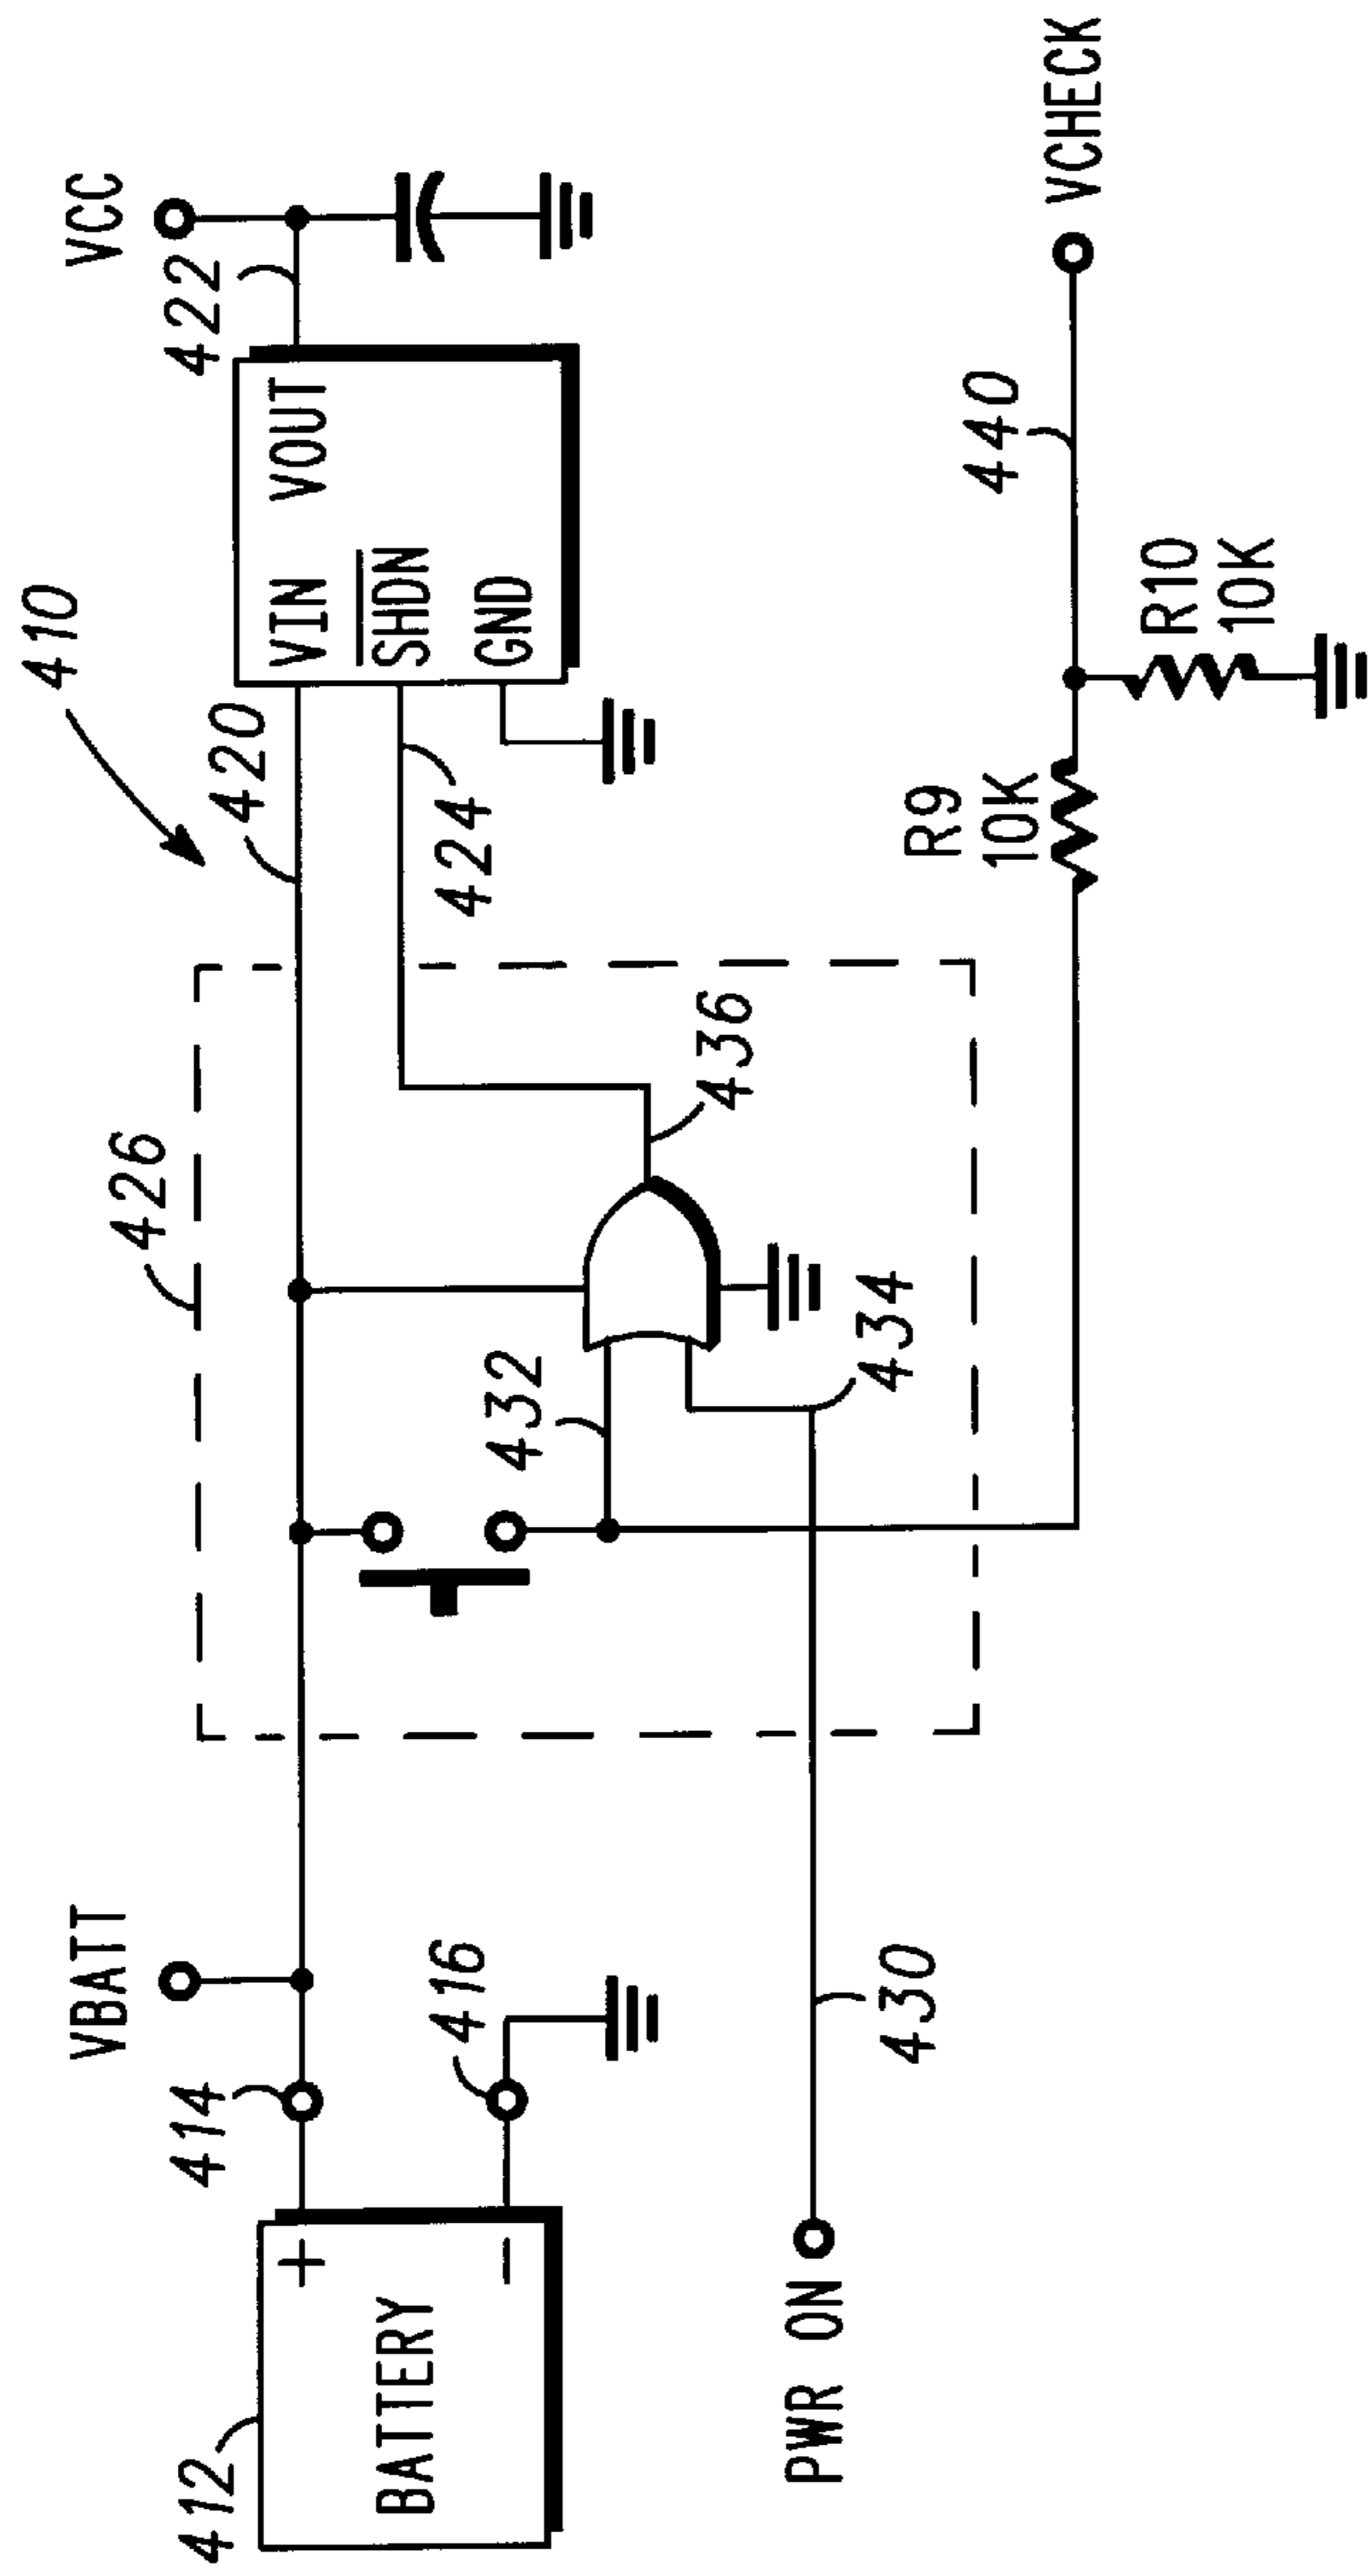 410
VBATT
VCC
414
426
420
422
412
+
BATTERY
−
416
VIN VOUT
SHDN
GND
424
432
436
434
PWR ON
430
440
VCHECK
R9
10K
R10
10K